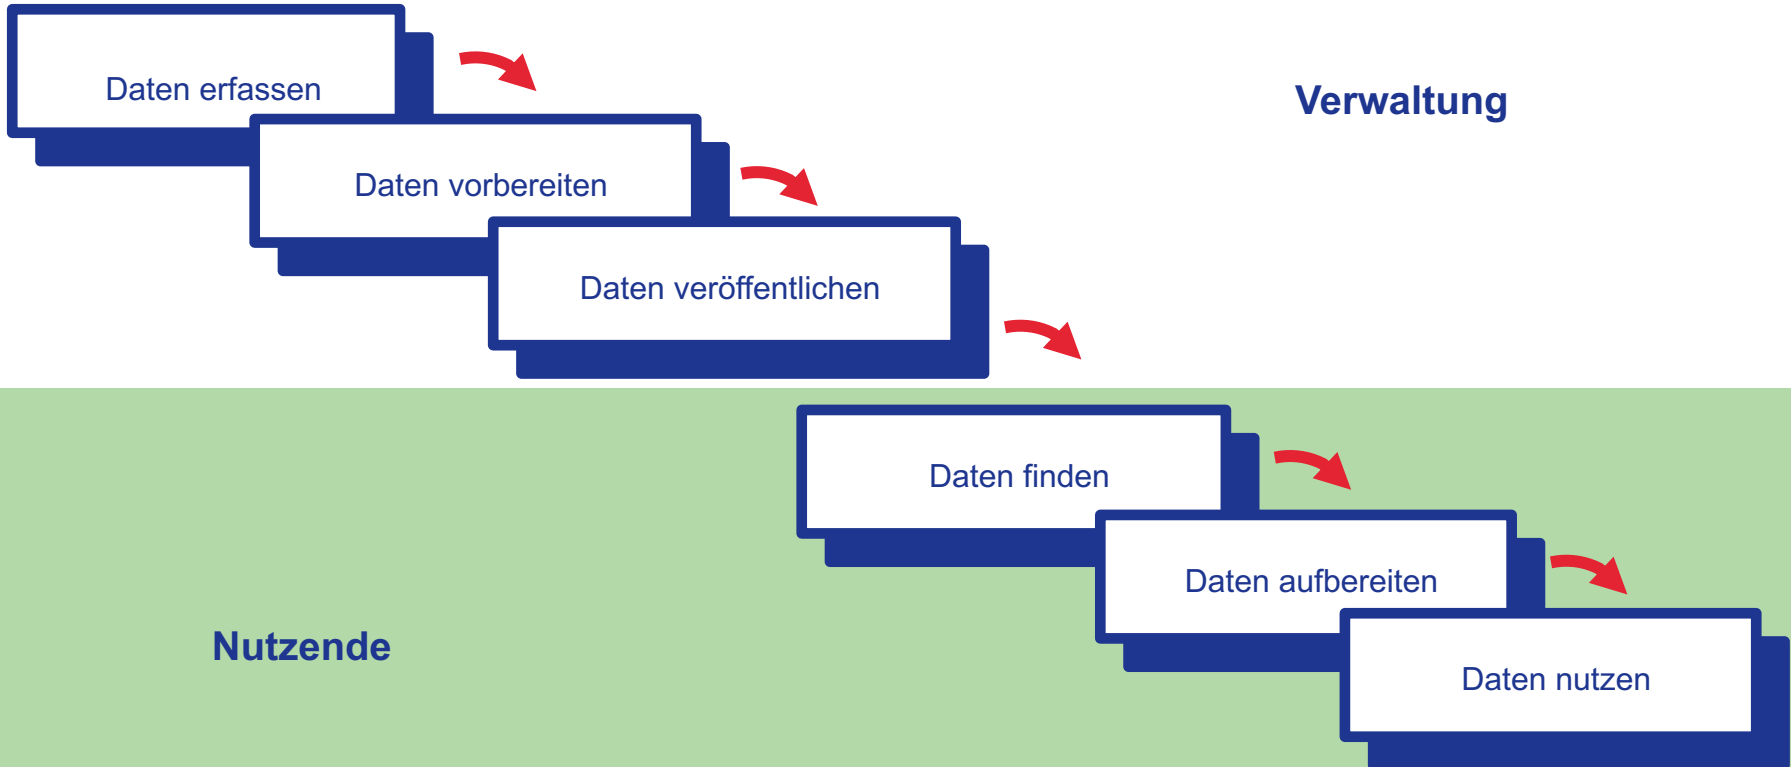 Daten erfassen
Verwaltung
Daten vorbereiten
Daten veröffentlichen
Daten finden
Daten aufbereiten
Nutzende
Daten nutzen